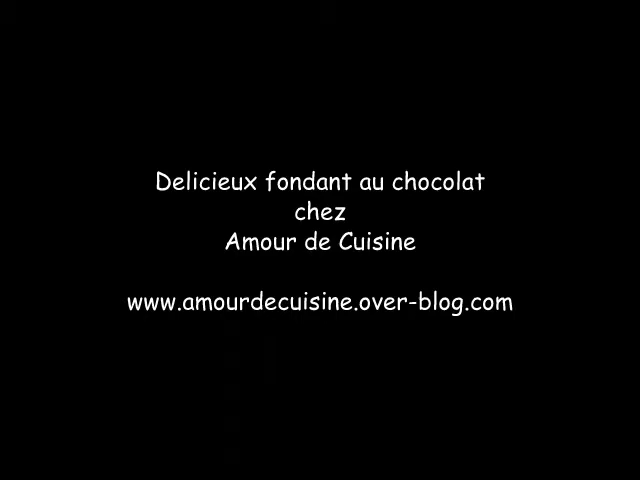 Delicieux fondant au chocolat
chez
Amour de Cuisine
www.amourdecuisine.over-blog.com